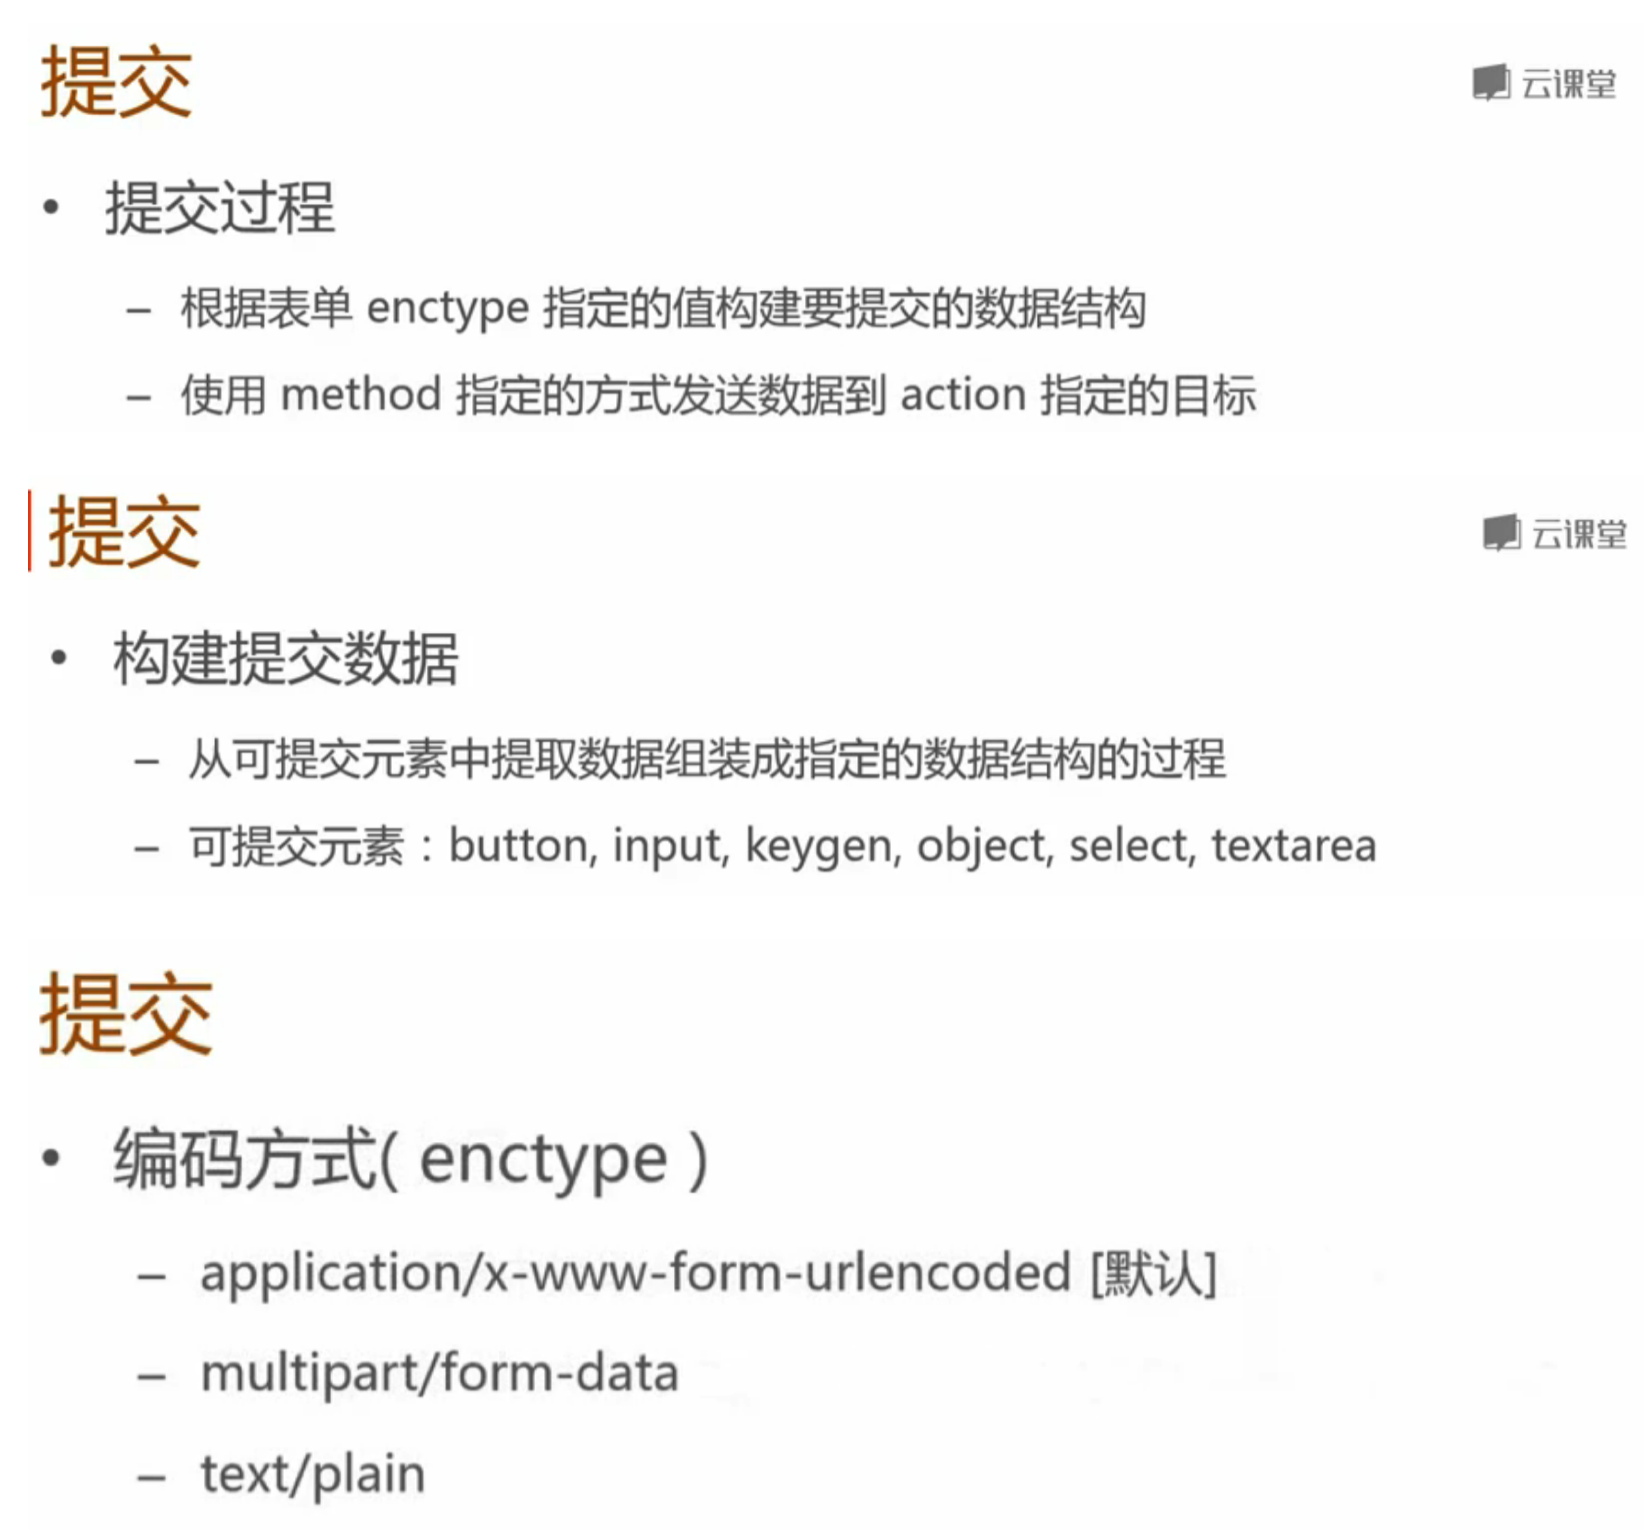 提交
云课堂
• 提交过程
– 根据表单 enctype 指定的值构建要提交的数据结构
– 使用 method 指定的方式发送数据到 action 指定的目标
提交
云课堂
• 构建提交数据
– 从可提交元素中提取数据组装成指定的数据结构的过程
– 可提交元素：button, input, keygen, object, select, textarea
提交
• 编码方式( enctype )
– application/x-www-form-urlencoded [默认]
– multipart/form-data
– text/plain